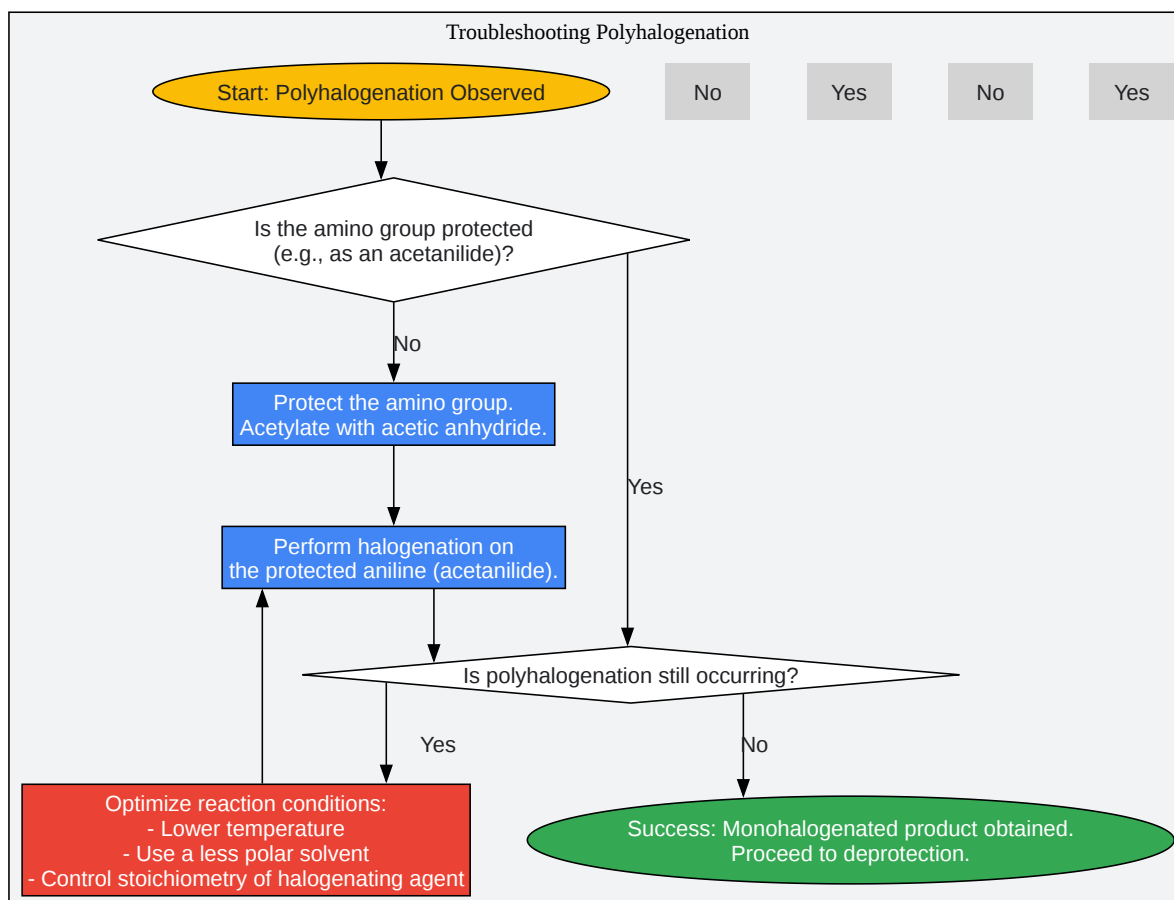 Troubleshooting Polyhalogenation
Start: Polyhalogenation Observed
No
Yes
No
Yes
Is the amino group protected
(e.g., as an acetanilide)?
No
Protect the amino group.
Acetylate with acetic anhydride.
Yes
Perform halogenation on
the protected aniline (acetanilide).
Is polyhalogenation still occurring?
Yes
No
Optimize reaction conditions:
- Lower temperature
- Use a less polar solvent
- Control stoichiometry of halogenating agent
Success: Monohalogenated product obtained.
Proceed to deprotection.